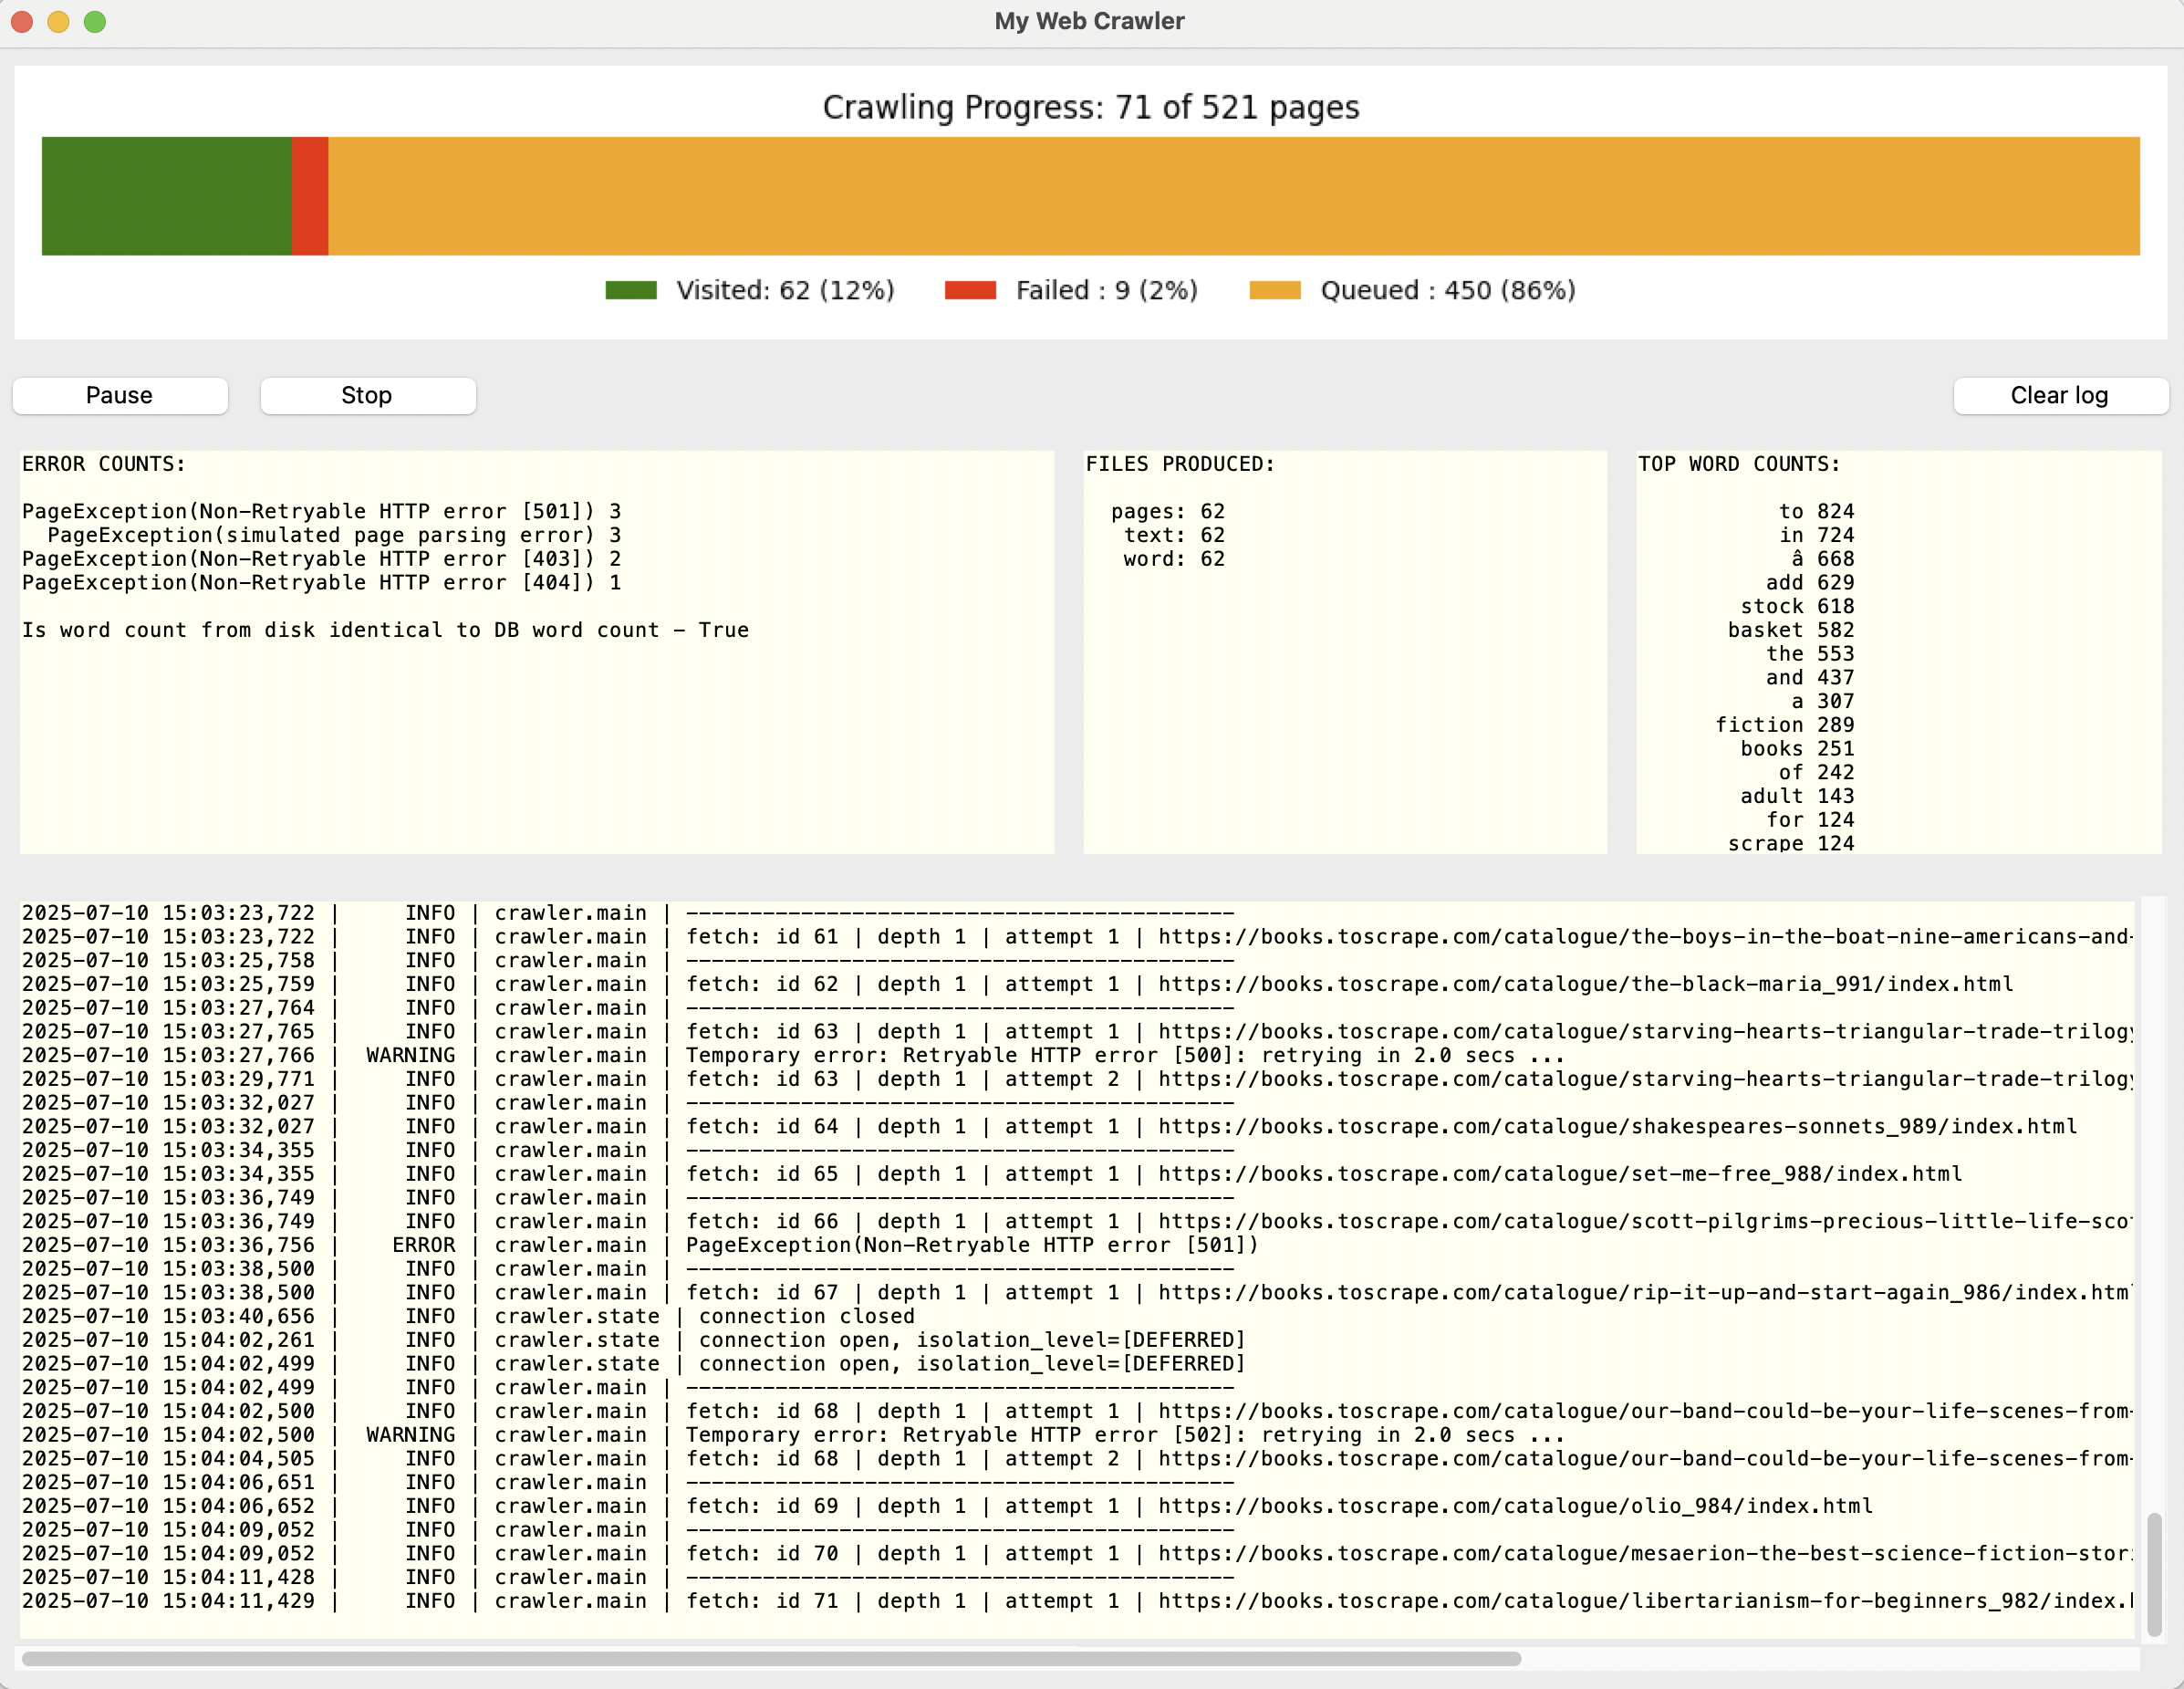 My Web Crawler
Crawling Progress: 71 of 521 pages
Visited: 62 (12%) Failed : 9 (2%) Queued : 450 (86%)
Pause Stop Clear log
ERROR COUNTS:
PageException(Non-Retryable HTTP error [501]) 3
PageException(simulated page parsing error) 3
PageException(Non-Retryable HTTP error [403]) 2
PageException(Non-Retryable HTTP error [404]) 1
Is word count from disk identical to DB word count - True
FILES PRODUCED:
pages: 62
text: 62
word: 62
TOP WORD COUNTS:
to 824
in 724
â 668
add 629
stock 618
basket 582
the 553
and 437
a 307
fiction 289
books 251
of 242
adult 143
for 124
scrape 124
2025-07-10 15:03:23,722 | INFO | crawler.main | -------------------------------------------
2025-07-10 15:03:23,722 | INFO | crawler.main | fetch: id 61 | depth 1 | attempt 1 | https://books.toscrape.com/catalogue/the-boys-in-the-boat-nine-americans-and-
2025-07-10 15:03:25,758 | INFO | crawler.main | -------------------------------------------
2025-07-10 15:03:25,759 | INFO | crawler.main | fetch: id 62 | depth 1 | attempt 1 | https://books.toscrape.com/catalogue/the-black-maria_991/index.html
2025-07-10 15:03:27,764 | INFO | crawler.main | -------------------------------------------
2025-07-10 15:03:27,765 | INFO | crawler.main | fetch: id 63 | depth 1 | attempt 1 | https://books.toscrape.com/catalogue/starving-hearts-triangular-trade-trilogy
2025-07-10 15:03:27,766 | WARNING | crawler.main | Temporary error: Retryable HTTP error [500]: retrying in 2.0 secs ...
2025-07-10 15:03:29,771 | INFO | crawler.main | fetch: id 63 | depth 1 | attempt 2 | https://books.toscrape.com/catalogue/starving-hearts-triangular-trade-trilogy
2025-07-10 15:03:32,027 | INFO | crawler.main | -------------------------------------------
2025-07-10 15:03:32,027 | INFO | crawler.main | fetch: id 64 | depth 1 | attempt 1 | https://books.toscrape.com/catalogue/shakespeares-sonnets_989/index.html
2025-07-10 15:03:34,355 | INFO | crawler.main | -------------------------------------------
2025-07-10 15:03:34,355 | INFO | crawler.main | fetch: id 65 | depth 1 | attempt 1 | https://books.toscrape.com/catalogue/set-me-free_988/index.html
2025-07-10 15:03:36,749 | INFO | crawler.main | -------------------------------------------
2025-07-10 15:03:36,749 | INFO | crawler.main | fetch: id 66 | depth 1 | attempt 1 | https://books.toscrape.com/catalogue/scott-pilgrims-precious-little-life-scot
2025-07-10 15:03:36,756 | ERROR | crawler.main | PageException(Non-Retryable HTTP error [501])
2025-07-10 15:03:38,500 | INFO | crawler.main | -------------------------------------------
2025-07-10 15:03:38,500 | INFO | crawler.main | fetch: id 67 | depth 1 | attempt 1 | https://books.toscrape.com/catalogue/rip-it-up-and-start-again_986/index.html
2025-07-10 15:03:40,656 | INFO | crawler.state | connection closed
2025-07-10 15:04:02,261 | INFO | crawler.state | connection open, isolation_level=[DEFERRED]
2025-07-10 15:04:02,499 | INFO | crawler.state | connection open, isolation_level=[DEFERRED]
2025-07-10 15:04:02,499 | INFO | crawler.main | -------------------------------------------
2025-07-10 15:04:02,500 | INFO | crawler.main | fetch: id 68 | depth 1 | attempt 1 | https://books.toscrape.com/catalogue/our-band-could-be-your-life-scenes-from-
2025-07-10 15:04:02,500 | WARNING | crawler.main | Temporary error: Retryable HTTP error [502]: retrying in 2.0 secs ...
2025-07-10 15:04:04,505 | INFO | crawler.main | fetch: id 68 | depth 1 | attempt 2 | https://books.toscrape.com/catalogue/our-band-could-be-your-life-scenes-from-
2025-07-10 15:04:06,651 | INFO | crawler.main | -------------------------------------------
2025-07-10 15:04:06,652 | INFO | crawler.main | fetch: id 69 | depth 1 | attempt 1 | https://books.toscrape.com/catalogue/olio_984/index.html
2025-07-10 15:04:09,052 | INFO | crawler.main | -------------------------------------------
2025-07-10 15:04:09,052 | INFO | crawler.main | fetch: id 70 | depth 1 | attempt 1 | https://books.toscrape.com/catalogue/mesaerion-the-best-science-fiction-stori
2025-07-10 15:04:11,428 | INFO | crawler.main | -------------------------------------------
2025-07-10 15:04:11,429 | INFO | crawler.main | fetch: id 71 | depth 1 | attempt 1 | https://books.toscrape.com/catalogue/libertarianism-for-beginners_982/index.h